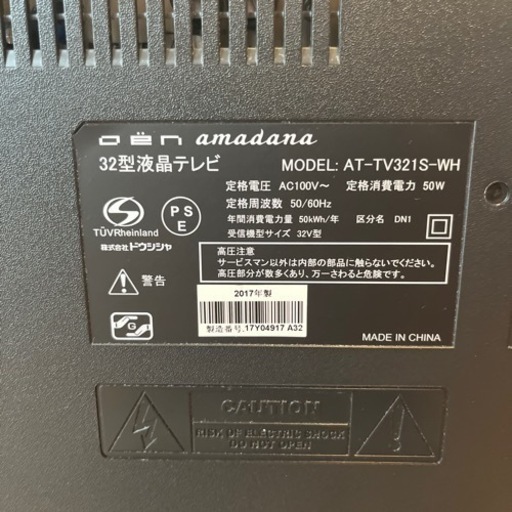 oën amadana
32型液晶テレビ MODEL: AT-TV321S-WH
定格電圧 AC100V～ 定格消費電力 50W
定格周波数 50/60Hz
年間消費電力量 50kWh/年 区分名 DN1
受信機型サイズ 32V型
S
TÜVRheinland
PS
E
株式会社ドウシシャ
高圧注意
サービスマン以外は内部の部品に触らないでください。
高圧部分が数多くあり、万一さわると危険です。
警告
2017年製
製造番号.17Y04917 A32
G
MADE IN CHINA
CAUTION
RISK OF ELECTRIC SHOCK
DO NOT OPEN